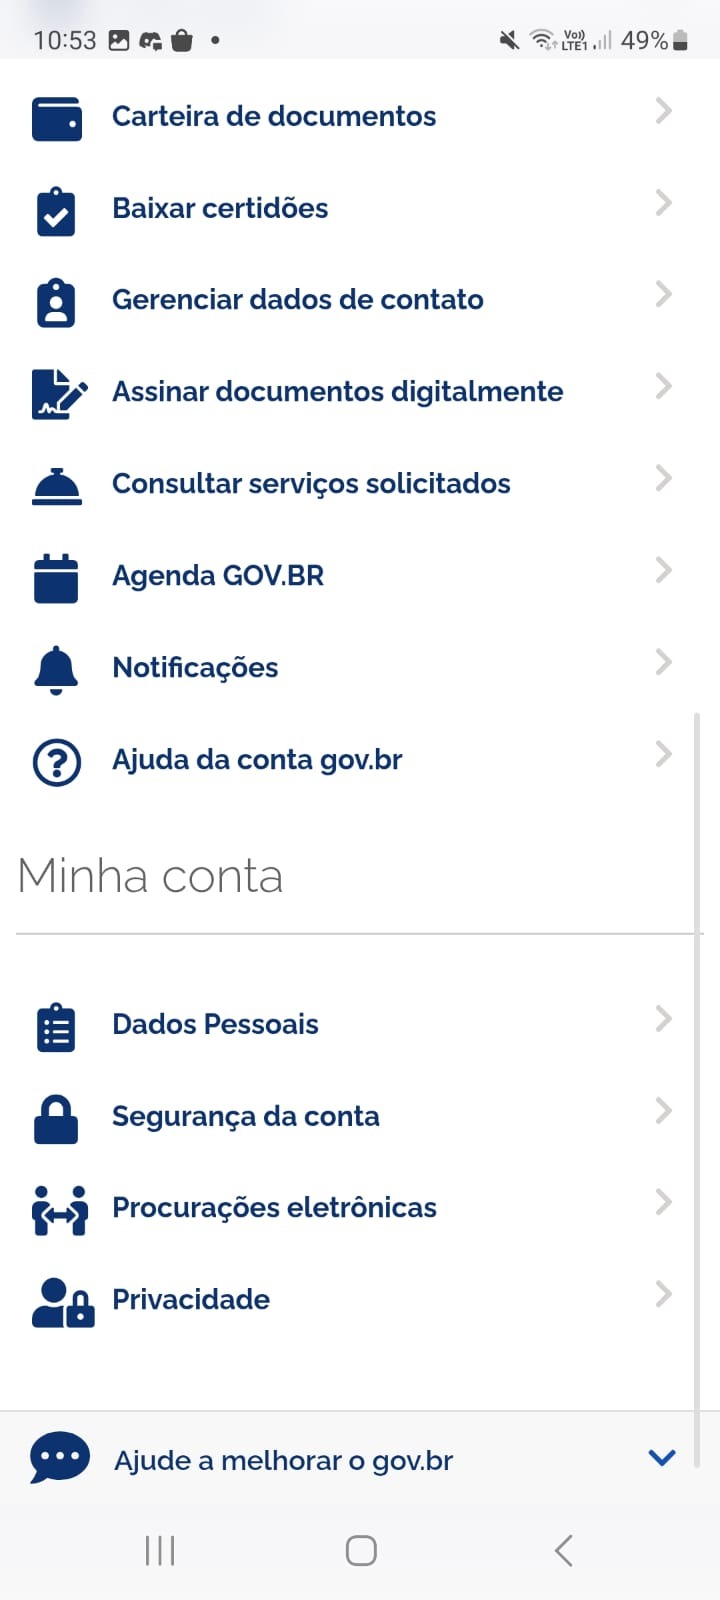 10:53
Vo))
LTE1
49%
Carteira de documentos
Baixar certidões
Gerenciar dados de contato
Assinar documentos digitalmente
Consultar serviços solicitados
Agenda GOV.BR
Notificações
Ajuda da conta gov.br
Minha conta
Dados Pessoais
Segurança da conta
Procurações eletrônicas
Privacidade
Ajude a melhorar o gov.br